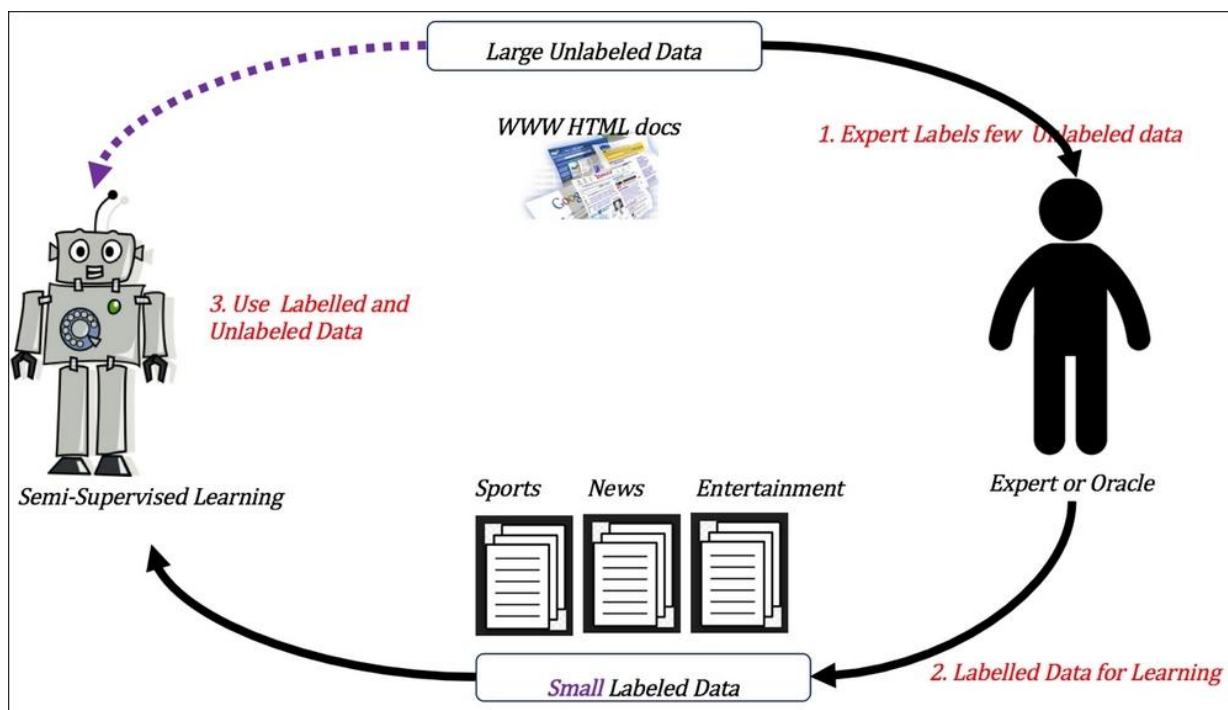 Large Unlabeled Data
WWW HTML docs
1. Expert Labels few Unlabeled data
3. Use Labelled and
Unlabeled Data
Semi-Supervised Learning
Sports News Entertainment
Expert or Oracle
2. Labelled Data for Learning
Small Labeled Data